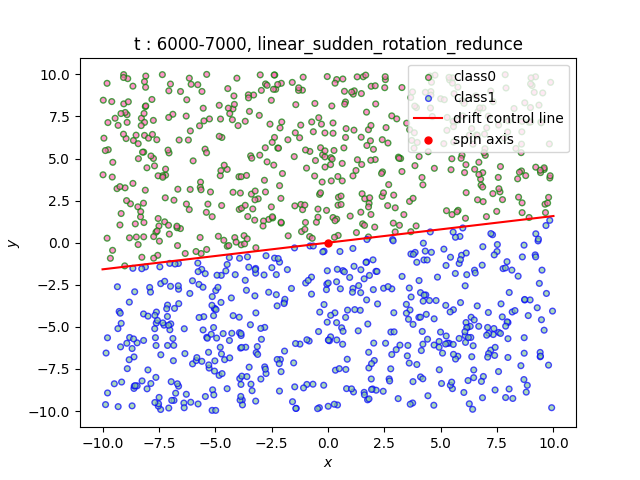 t : 6000-7000, linear_sudden_rotation_redunce
class0
class1
drift control line
spin axis
10.0
7.5
5.0
2.5
0.0
−2.5
−5.0
−7.5
−10.0
y
−10.0 −7.5 −5.0 −2.5 0.0 2.5 5.0 7.5 10.0
x